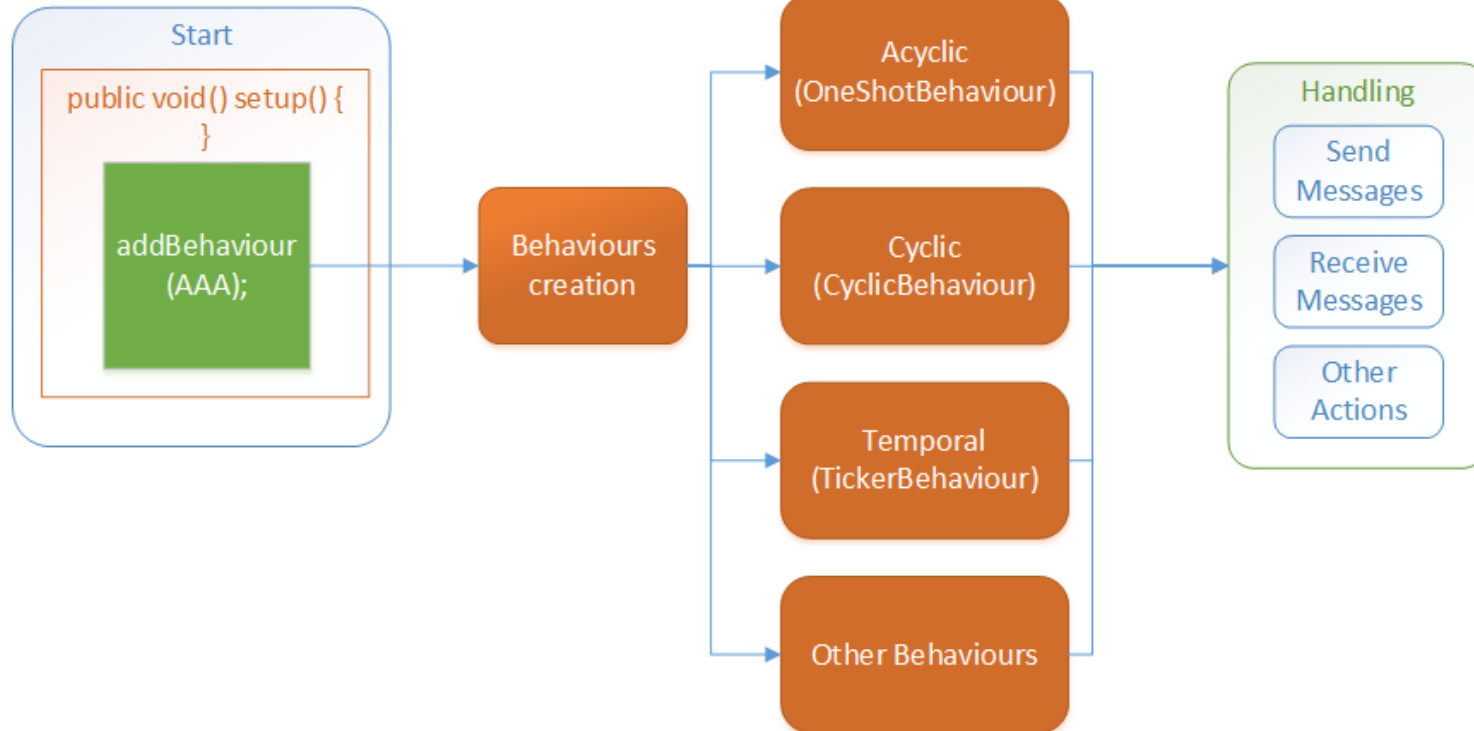 Start
public void() setup() {
}
addBehaviour
(AAA);
Behaviours
creation
Acyclic
(OneShotBehaviour)
Cyclic
(CyclicBehaviour)
Temporal
(TickerBehaviour)
Other Behaviours
Handling
Send
Messages
Receive
Messages
Other
Actions